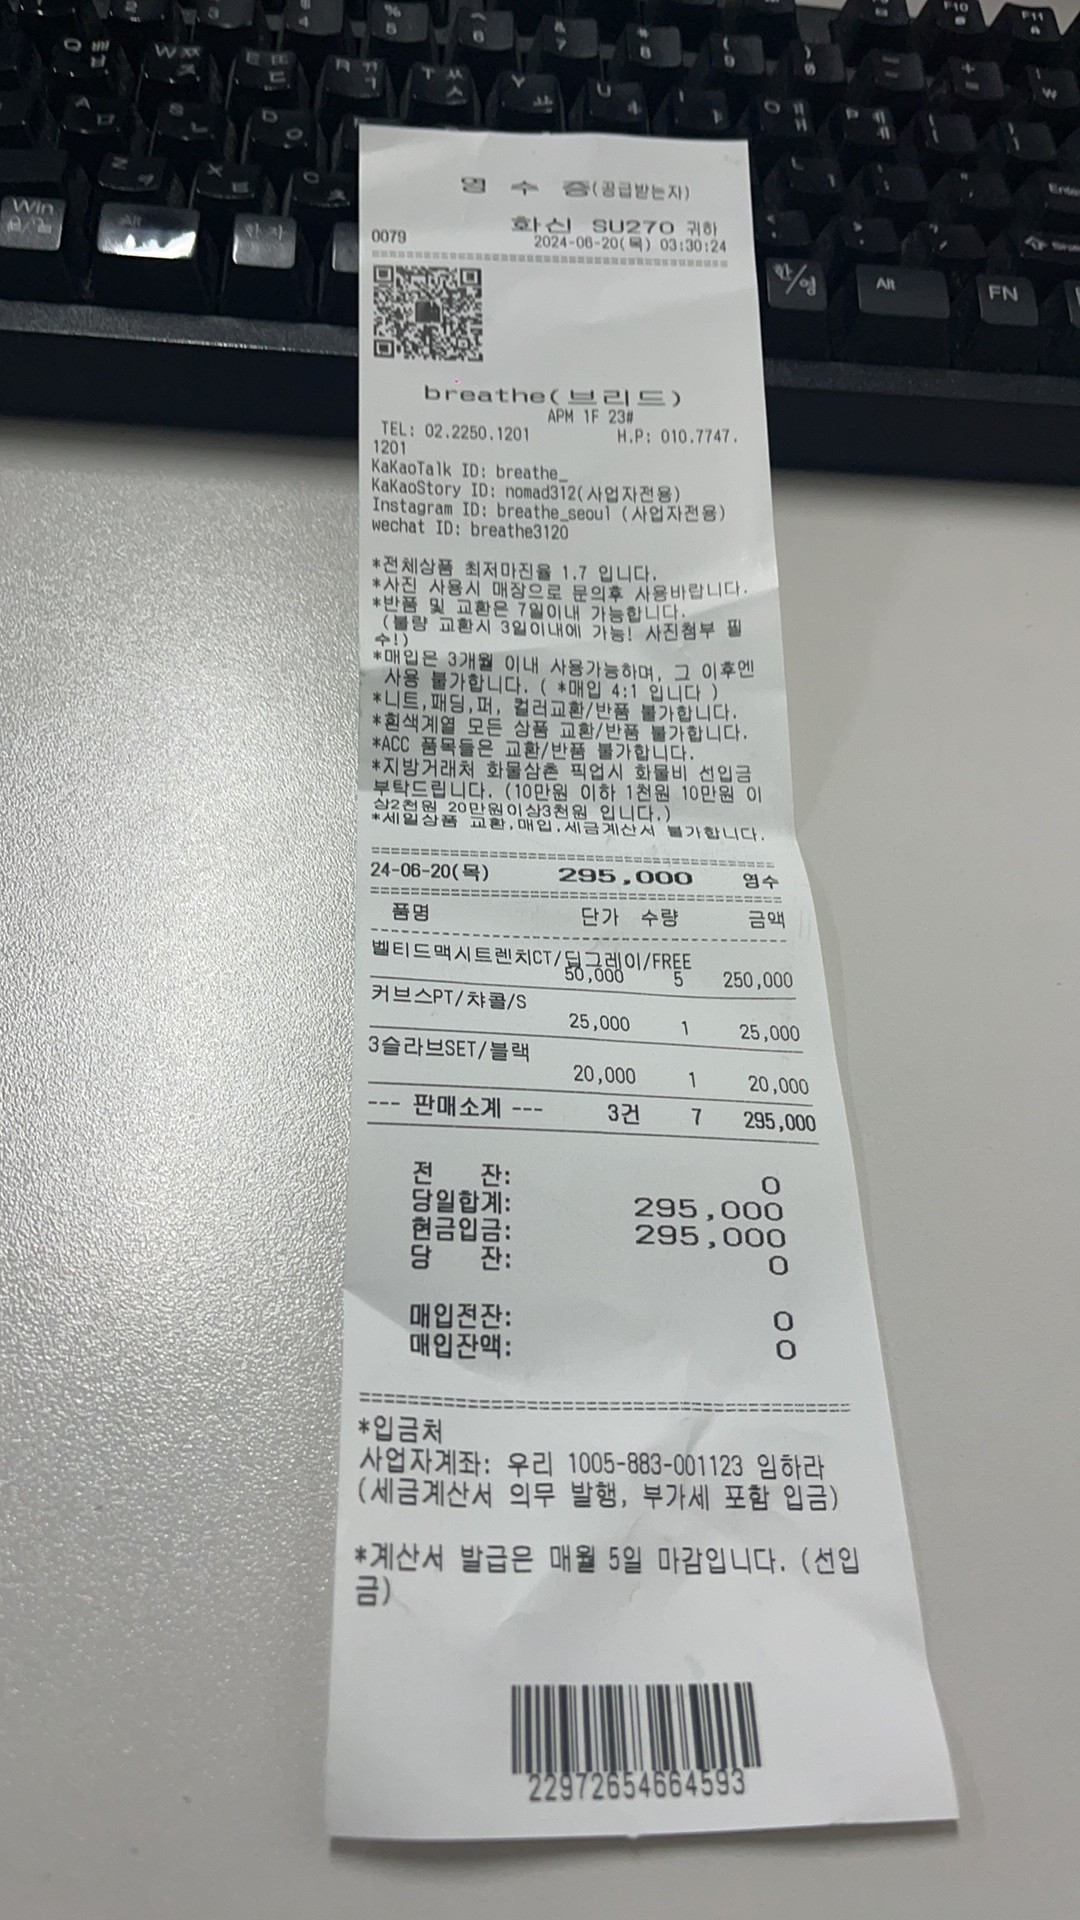 영 수 증(공급받는자)
화신 SU270 귀하
0079
2024-06-20(목) 03:30:24
breathe(브리드)
APM 1F 23#
TEL: 02.2250.1201 H.P: 010.7747.
1201
KaKaoTalk ID: breathe_
KaKaoStory ID: nomad312(사업자전용)
Instagram ID: breathe_seoul (사업자전용)
wechat ID: breathe3120
*전체상품 최저마진율 1.7 입니다.
*사진 사용시 매장으로 문의후 사용바랍니다.
*반품 및 교환은 7일이내 가능합니다.
(불량 교환시 3일이내에 가능! 사진첨부 필
수!)
*매입은 3개월 이내 사용가능하며, 그 이후엔
사용 불가합니다. ( *매입 4:1 입니다 )
*니트,패딩,퍼, 컬러교환/반품 불가합니다.
*흰색계열 모든 상품 교환/반품 불가합니다.
*ACC 품목들은 교환/반품 불가합니다.
*지방거래처 화물삼촌 픽업시 화물비 선입금
부탁드립니다. (10만원 이하 1천원 10만원 이
상2천원 20만원이상3천원 입니다.)
*세일상품 교환,매입,세금계산서 불가합니다.
24-06-20(목) 295,000 영수
품명 단가 수량 금액
벨티드맥시트렌치CT/딥그레이/FREE
50,000 5 250,000
커브스PT/챠콜/S
25,000 1 25,000
3슬라브SET/블랙
20,000 1 20,000
--- 판매소계 --- 3건 7 295,000
전 잔: 0
당일합계: 295,000
현금입금: 295,000
당 잔: 0
매입전잔: 0
매입잔액: 0
*입금처
사업자계좌: 우리 1005-883-001123 임하라
(세금계산서 의무 발행, 부가세 포함 입금)
*계산서 발급은 매월 5일 마감입니다. (선입
금)
22972654664593